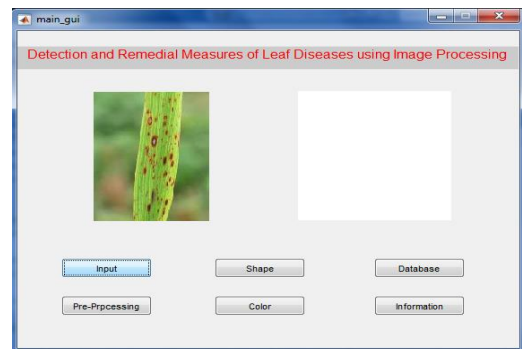 main_gui
Detection and Remedial Measures of Leaf Diseases using Image Processing
Input
Shape
Database
Pre-Prpcessing
Color
Information